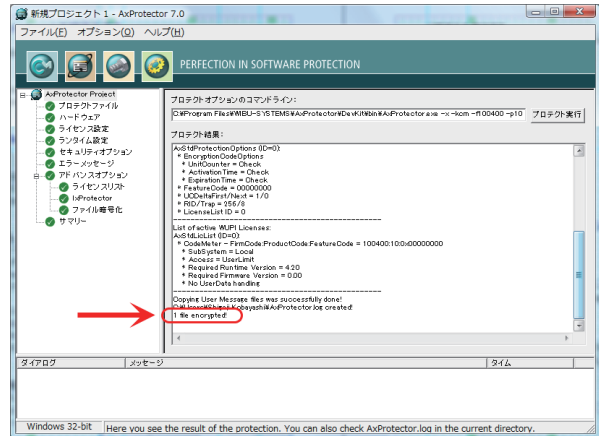 新規プロジェクト 1 - AxProtector 7.0
ファイル(F) オプション(O) ヘルプ(H)
PERFECTION IN SOFTWARE PROTECTION
AxProtector Project
プロテクトファイル
ハードウェア
ライセンス設定
ランタイム設定
セキュリティオプション
エラーメッセージ
アドバンスオプション
ライセンスリスト
IxProtector
ファイル暗号化
サマリー
プロテクトオプションのコマンドライン:
C:¥Program Files¥WIBU-SYSTEMS¥AxProtector¥DevKit¥bin¥AxProtector.exe -x -kcm -f100400 -p10
プロテクト実行
プロテクト結果:
AxStdProtectionOptions (ID=0):
* EncryptionCodeOptions
* UnitCounter = Check
* ActivationTime = Check
* ExpirationTime = Check
* FeatureCode = 00000000
* UCDeltaFirst/Next = 1/0
* RID/Trap = 256/8
* LicenseList ID = 0
--------------------------------------------------
List of active WUPI Licenses:
AxStdLicList (ID=0):
* CodeMeter - FirmCode:ProductCode:FeatureCode = 100400:10:0x00000000
* SubSystem = Local
* Access = UserLimit
* Required Runtime Version = 4.20
* Required Firmware Version = 0.00
* No UserData handling
--------------------------------------------------
Copying User Message files was successfully done!
C:¥Users¥Shigeji Kobayashi¥AxProtector.log created!
1 file encrypted!
ダイアログ メッセージ タイム
Windows 32-bit Here you see the result of the protection. You can also check AxProtector.log in the current directory.